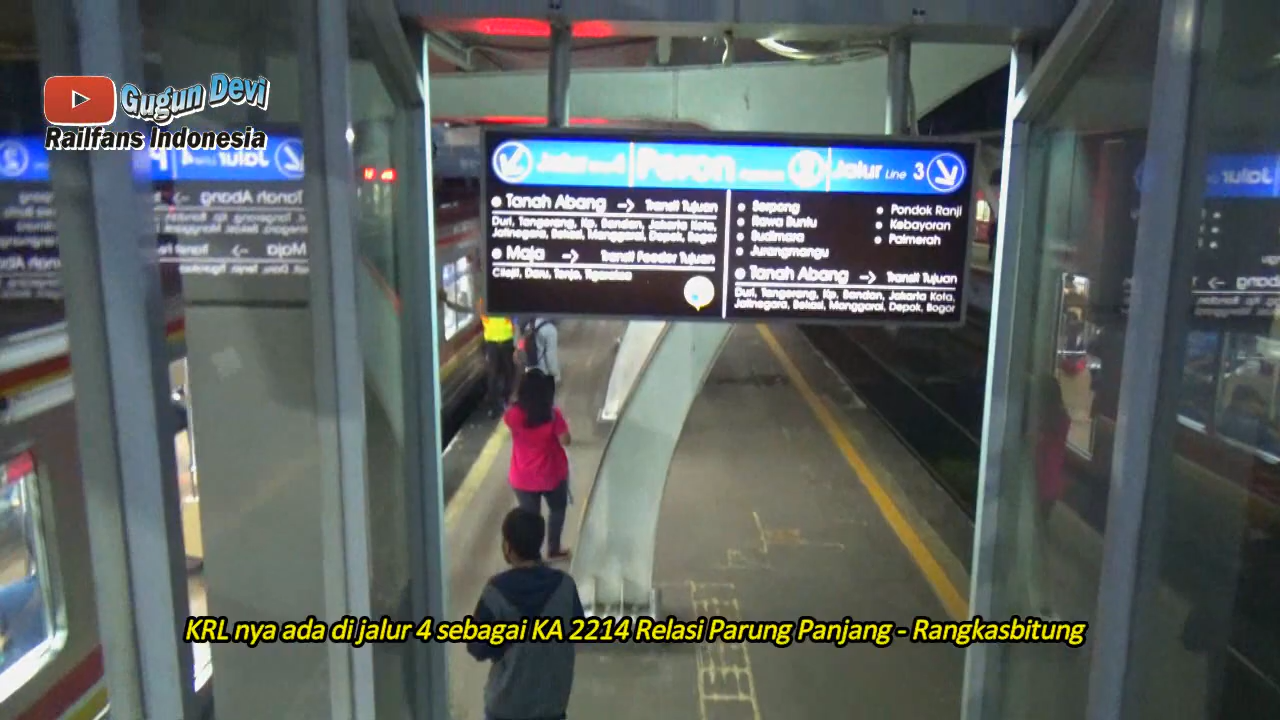 Gugun Devi
Railfans Indonesia
Jalur
Peron
Jalur Line 3
Tanah Abang → Transit Tujuan
Duri, Tangerang, Kp. Bandan, Jakarta Kota,
Jatinegara, Bekasi, Manggarai, Depok, Bogor
Maja → Transit Feeder Tujuan
Cilejit, Daru, Tenjo, Tigaraksa
Serpong
Rawa Buntu
Sudimara
Jurangmangu
Pondok Ranji
Kebayoran
Palmerah
Tanah Abang → Transit Tujuan
Duri, Tangerang, Kp. Bandan, Jakarta Kota,
Jatinegara, Bekasi, Manggarai, Depok, Bogor
KRL nya ada di jalur 4 sebagai KA 2214 Relasi Parung Panjang - Rangkasbitung